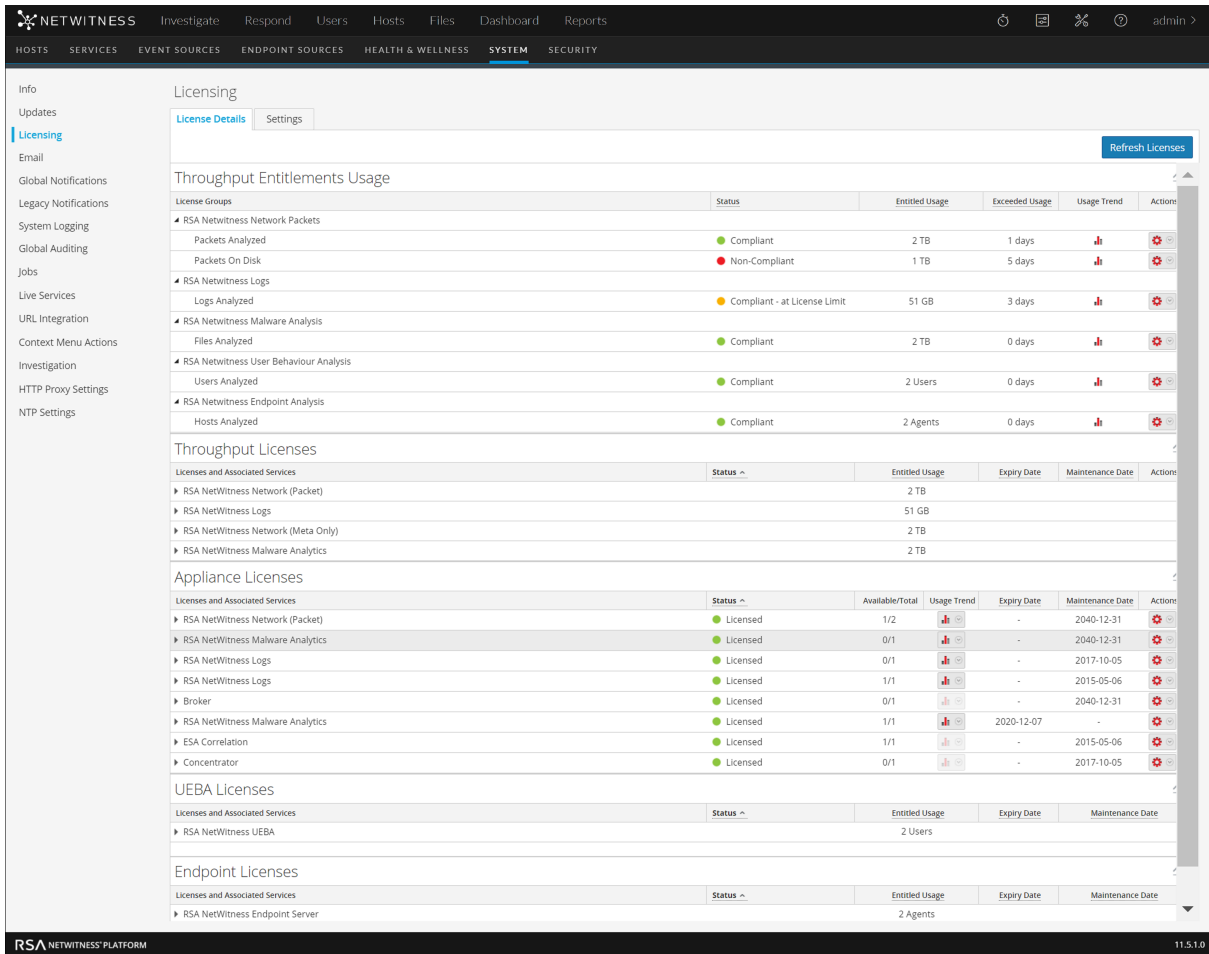 NETWITNESS Investigate Respond Users Hosts Files Dashboard Reports admin >
HOSTS SERVICES EVENT SOURCES ENDPOINT SOURCES HEALTH & WELLNESS SYSTEM SECURITY
Info
Updates
Licensing
Email
Global Notifications
Legacy Notifications
System Logging
Global Auditing
Jobs
Live Services
URL Integration
Context Menu Actions
Investigation
HTTP Proxy Settings
NTP Settings
Licensing
License Details Settings
Refresh Licenses
Throughput Entitlements Usage
License Groups Status Entitled Usage Exceeded Usage Usage Trend Actions
RSA Netwitness Network Packets
Packets Analyzed Compliant 2 TB 1 days
Packets On Disk Non-Compliant 1 TB 5 days
RSA Netwitness Logs
Logs Analyzed Compliant - at License Limit 51 GB 3 days
RSA Netwitness Malware Analysis
Files Analyzed Compliant 2 TB 0 days
RSA Netwitness User Behaviour Analysis
Users Analyzed Compliant 2 Users 0 days
RSA Netwitness Endpoint Analysis
Hosts Analyzed Compliant 2 Agents 0 days
Throughput Licenses
Licenses and Associated Services Status Entitled Usage Expiry Date Maintenance Date Actions
RSA NetWitness Network (Packet) 2 TB
RSA NetWitness Logs 51 GB
RSA NetWitness Network (Meta Only) 2 TB
RSA NetWitness Malware Analytics 2 TB
Appliance Licenses
Licenses and Associated Services Status Available/Total Usage Trend Expiry Date Maintenance Date Actions
RSA NetWitness Network (Packet) Licensed 1/2 - 2040-12-31
RSA NetWitness Malware Analytics Licensed 0/1 - 2040-12-31
RSA NetWitness Logs Licensed 0/1 - 2017-10-05
RSA NetWitness Logs Licensed 1/1 - 2015-05-06
Broker Licensed 0/1 - 2040-12-31
RSA NetWitness Malware Analytics Licensed 1/1 2020-12-07 -
ESA Correlation Licensed 1/1 - 2015-05-06
Concentrator Licensed 0/1 - 2017-10-05
UEBA Licenses
Licenses and Associated Services Status Entitled Usage Expiry Date Maintenance Date
RSA NetWitness UEBA 2 Users
Endpoint Licenses
Licenses and Associated Services Status Entitled Usage Expiry Date Maintenance Date
RSA NetWitness Endpoint Server 2 Agents
RSA NETWITNESS® PLATFORM 11.5.1.0